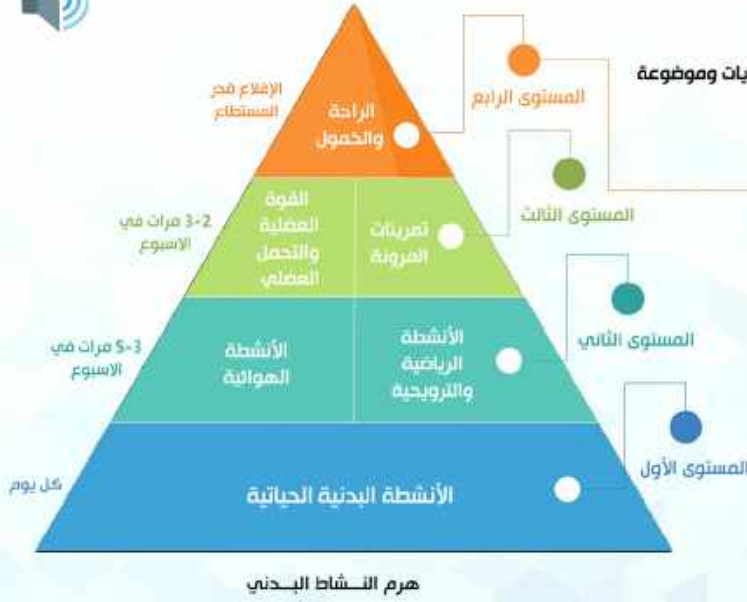 يات وموضوعة
المستوى الرابع
الراحة
والخمول
الإقلاع قدر
المستطاع
المستوى الثالث
تمرينات
المرونة
القوة
العضلية
والتحمل
العضلي
2-3 مرات في
الاسبوع
المستوى الثاني
الأنشطة
الرياضية
والترويحية
الأنشطة
الهوائية
3-5 مرات في
الاسبوع
المستوى الأول
الأنشطة البدنية الحياتية
كل يوم
هرم النــشاط البــدني